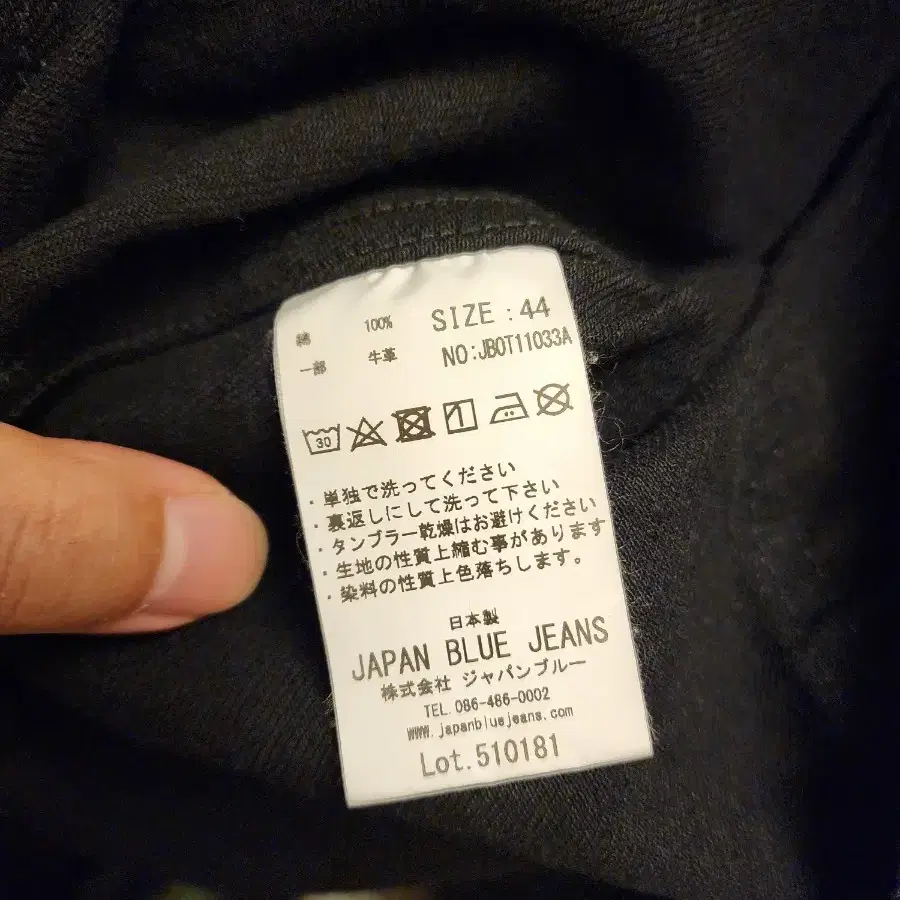 綿 100% SIZE : 44
一部 牛革 NO:JBOT11033A
30
・単独で洗ってください
・裏返しにして洗って下さい
・タンブラー乾燥はお避けください
・生地の性質上縮む事があります
・染料の性質上色落ちします。
日本製
JAPAN BLUE JEANS
株式会社 ジャパンブルー
TEL.086-486-0002
WWW.japanbluejeans.com
Lot.510181